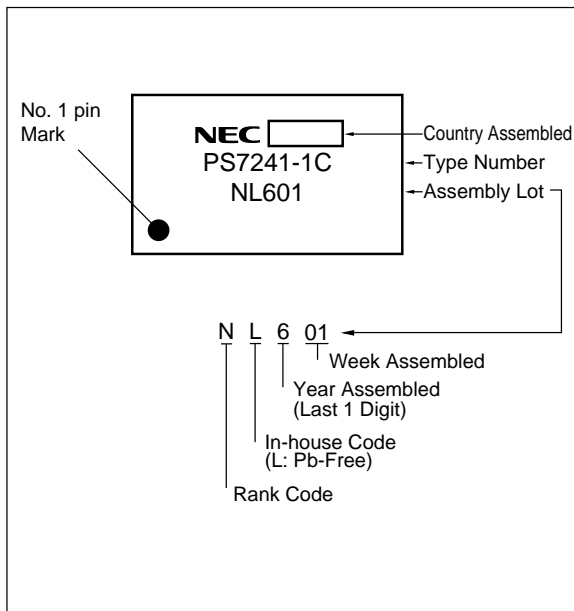 No. 1 pin
Mark
NEC
Country Assembled
PS7241-1C
Type Number
NL601
Assembly Lot
N L 6 01
Week Assembled
Year Assembled
(Last 1 Digit)
In-house Code
(L: Pb-Free)
Rank Code